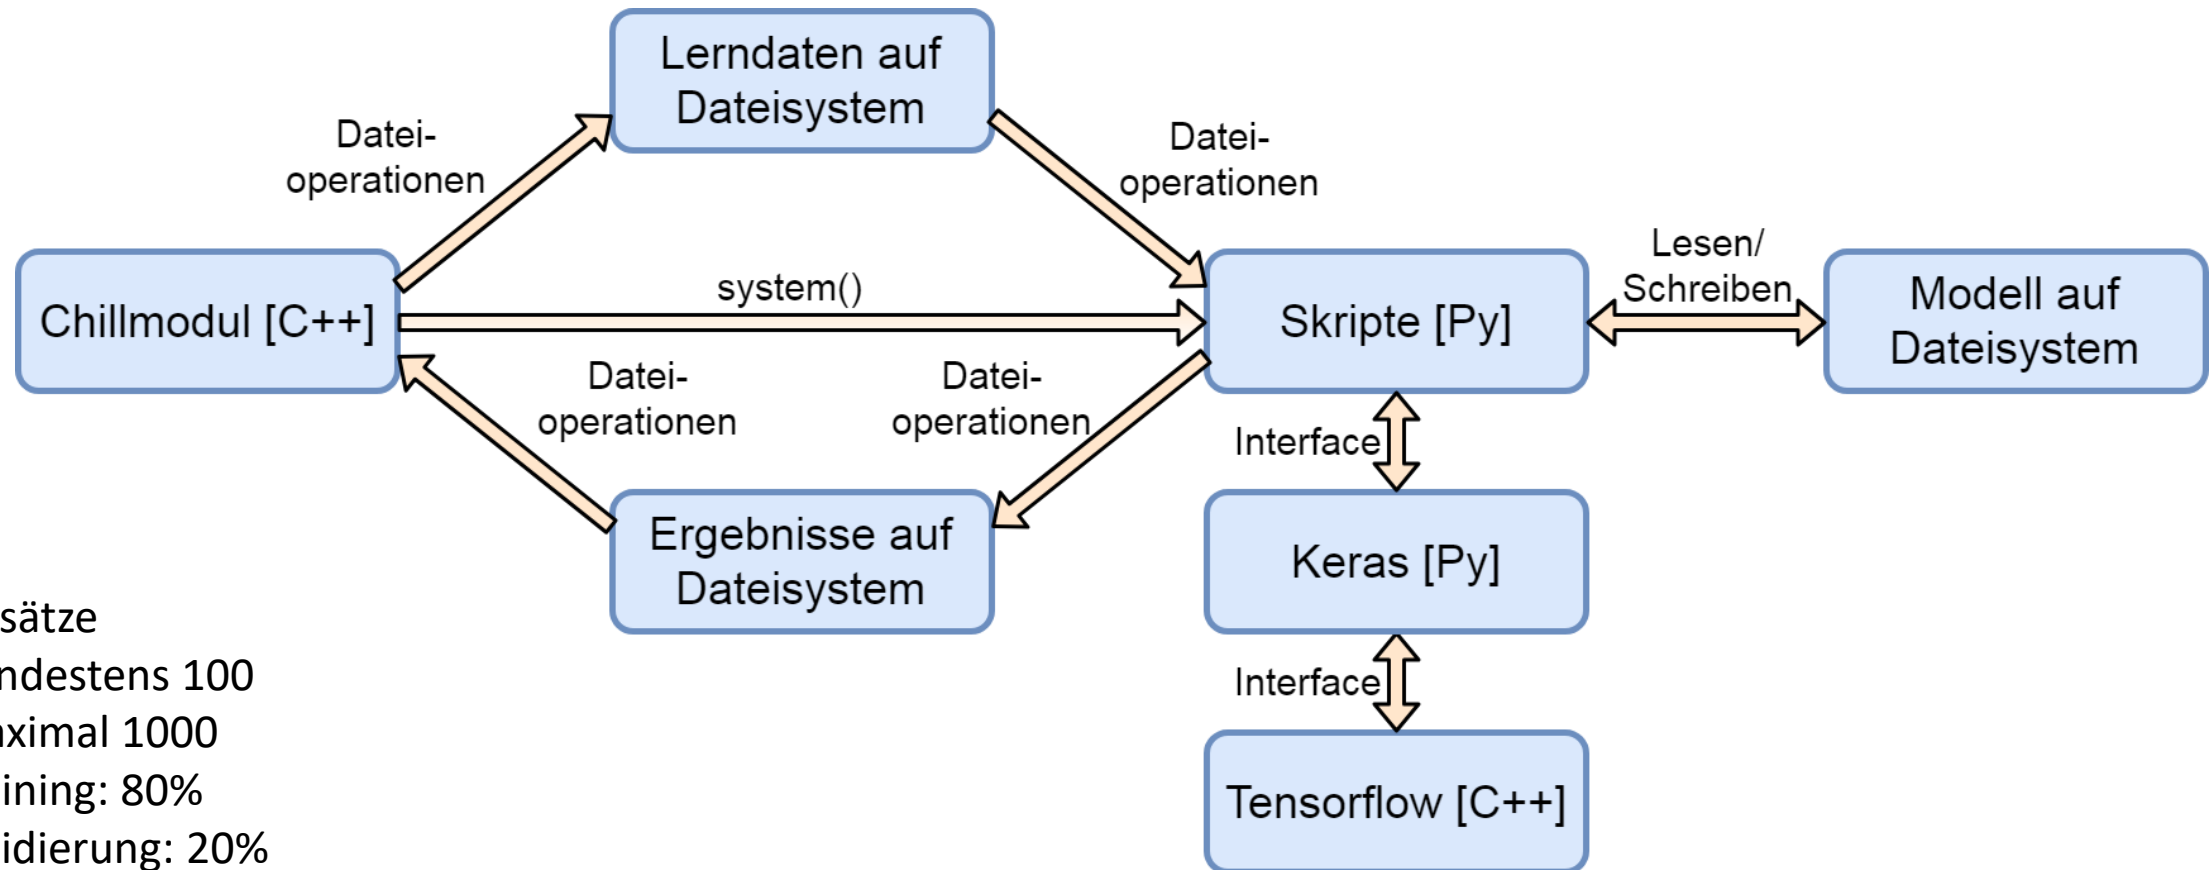 Lerndaten auf
Dateisystem
Datei-
operationen
Datei-
operationen
Chillmodul [C++]
system()
Skripte [Py]
Lesen/
Schreiben
Modell auf
Dateisystem
Datei-
operationen
Datei-
operationen
Interface
Ergebnisse auf
Dateisystem
Keras [Py]
Interface
Tensorflow [C++]
sätze
ndestens 100
ximal 1000
ining: 80%
idierung: 20%